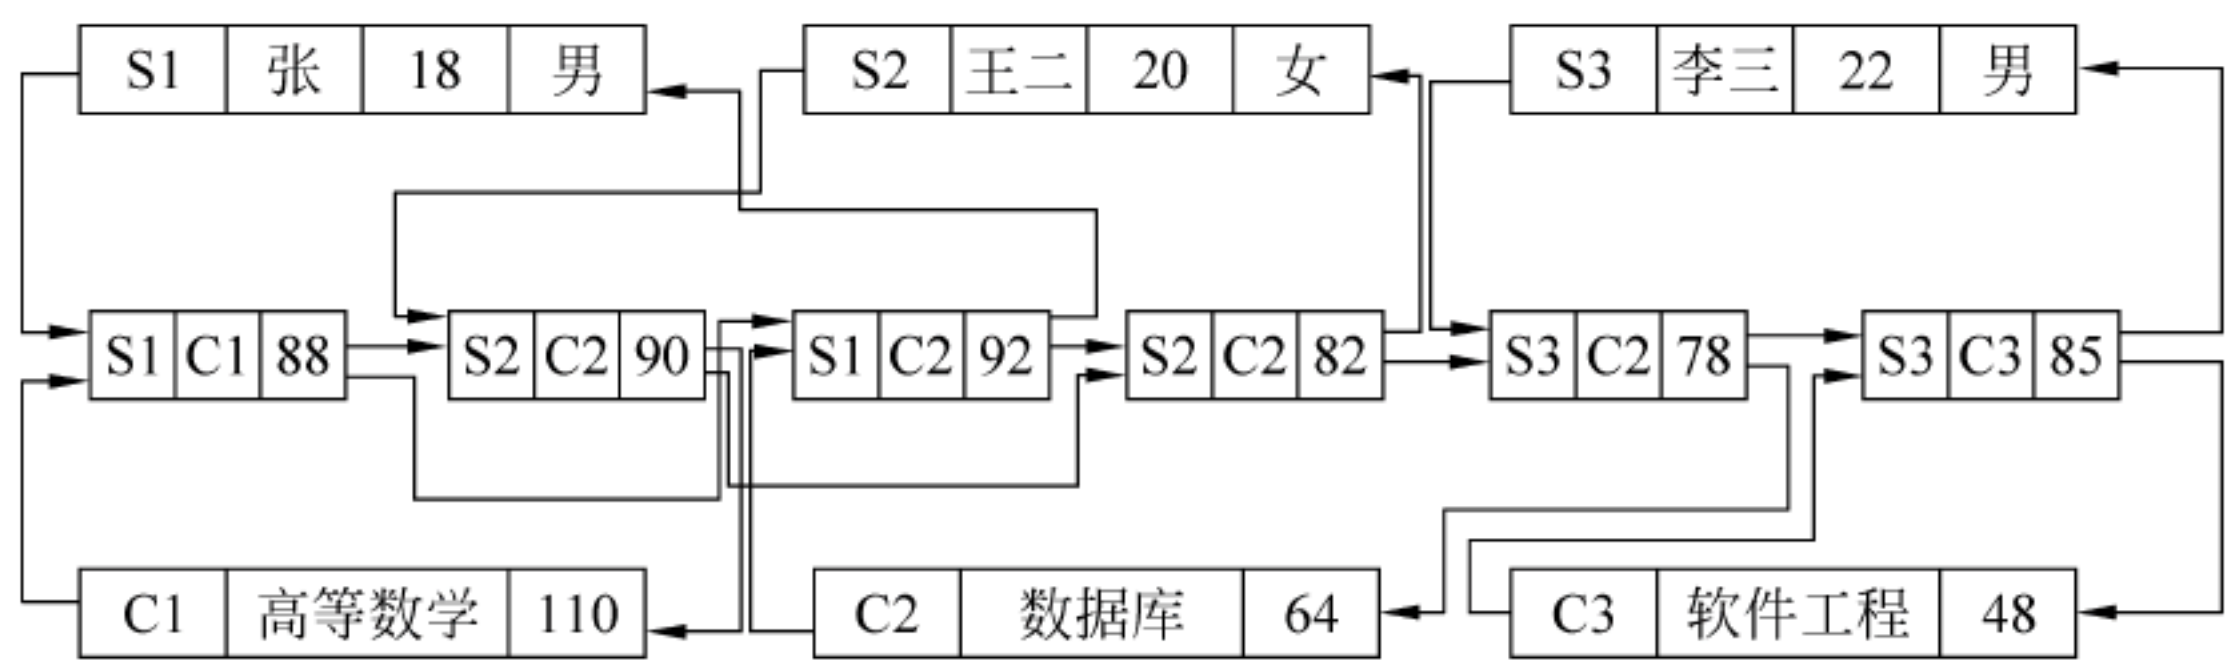 S1 张 18 男 S2 王二 20 女 S3 李三 22 男
S1 C1 88 S2 C2 90 S1 C2 92 S2 C2 82 S3 C2 78 S3 C3 85
C1 高等数学 110 C2 数据库 64 C3 软件工程 48